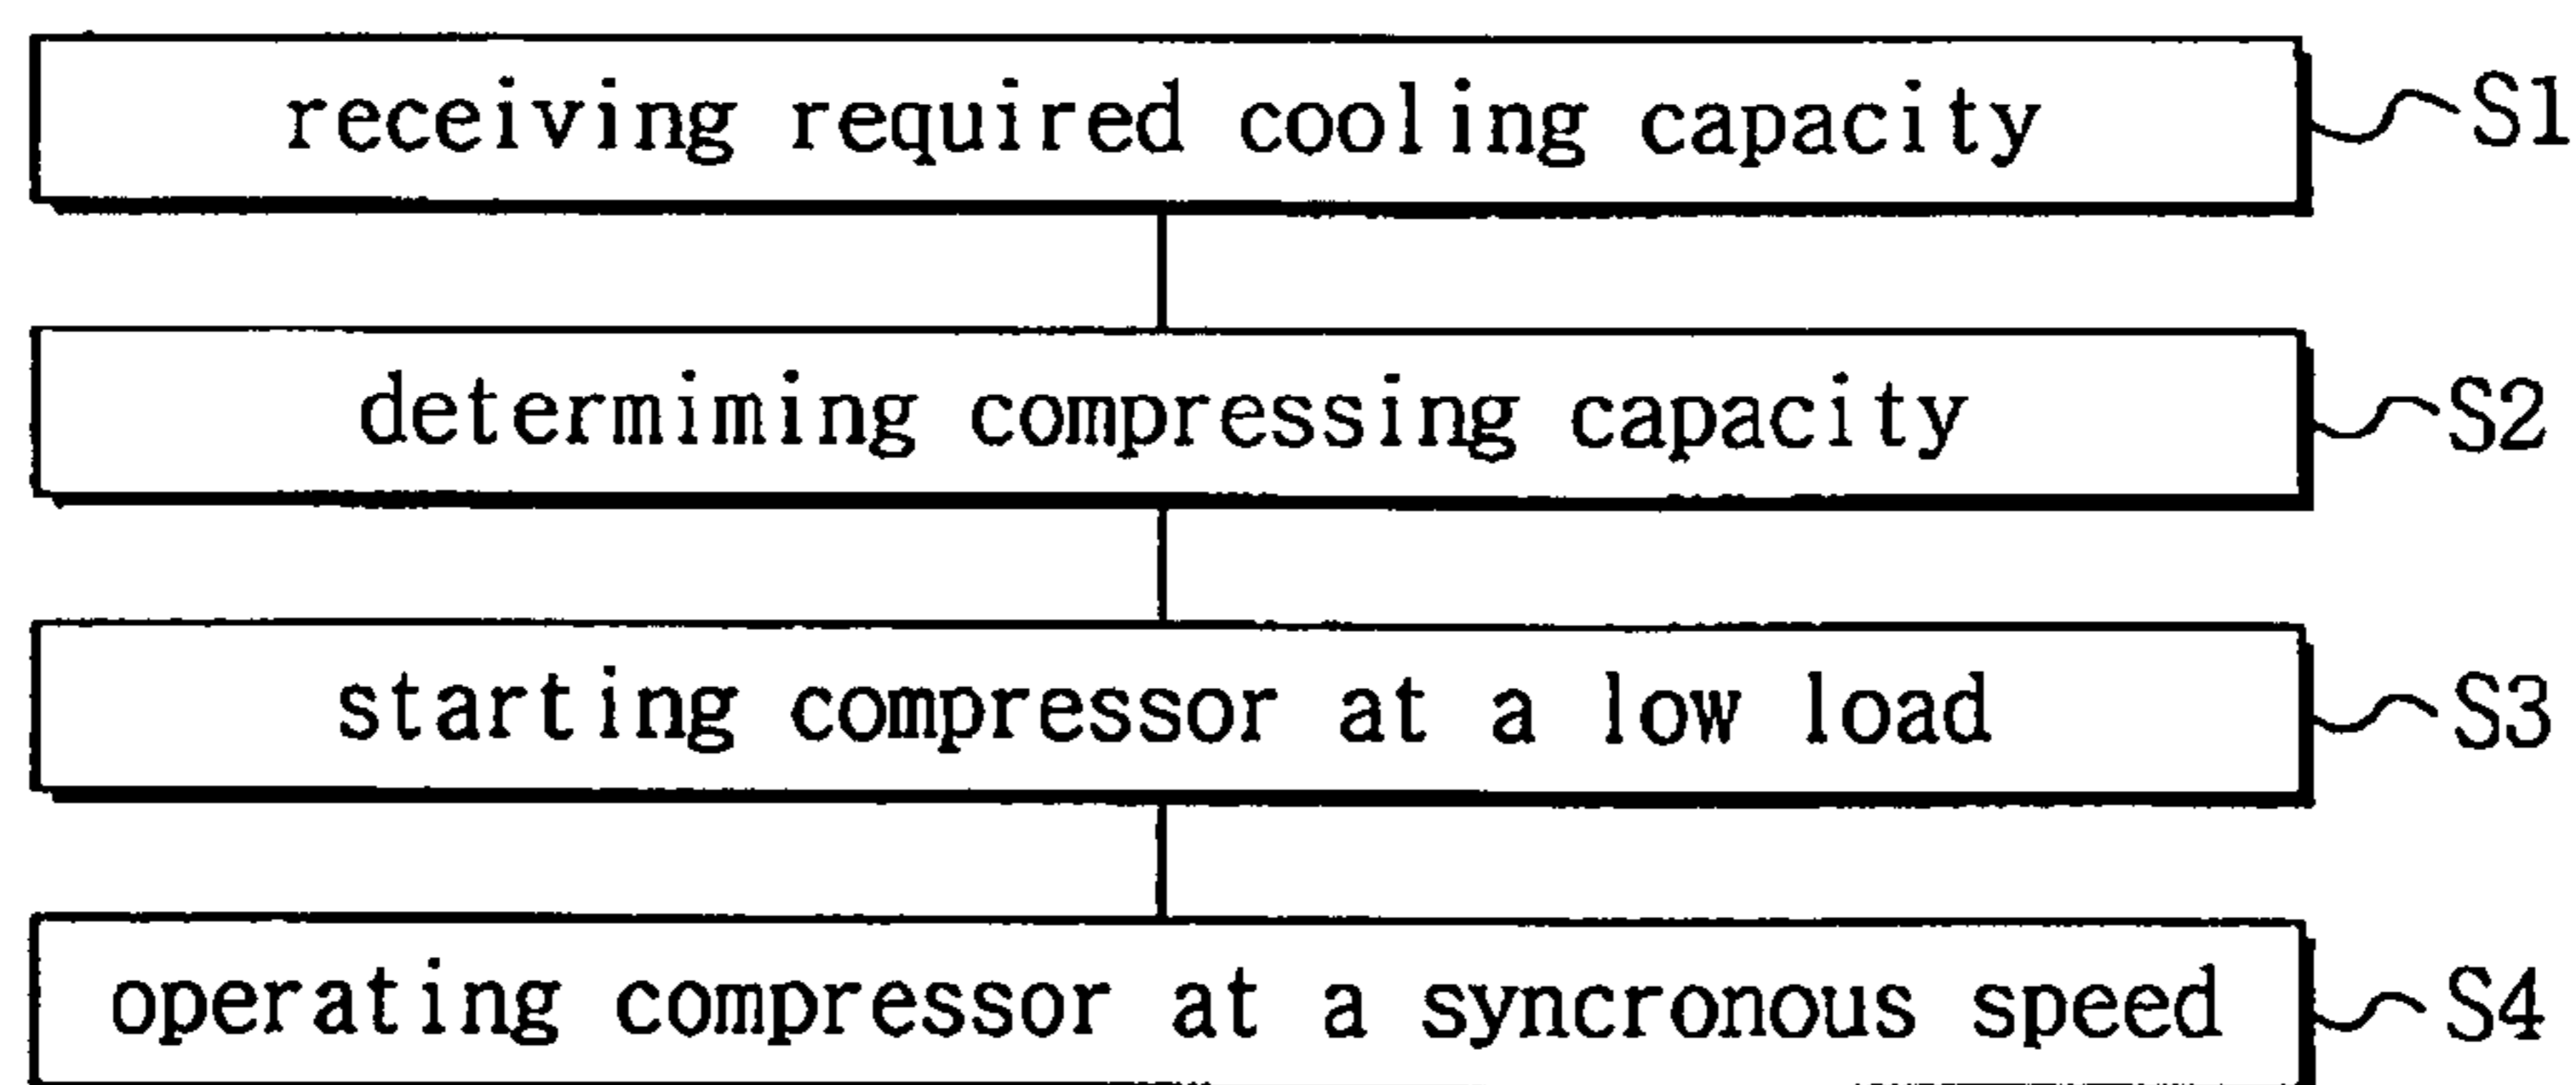 receiving required cooling capacity S1
determiming compressing capacity S2
starting compressor at a low load S3
operating compressor at a syncronous speed S4